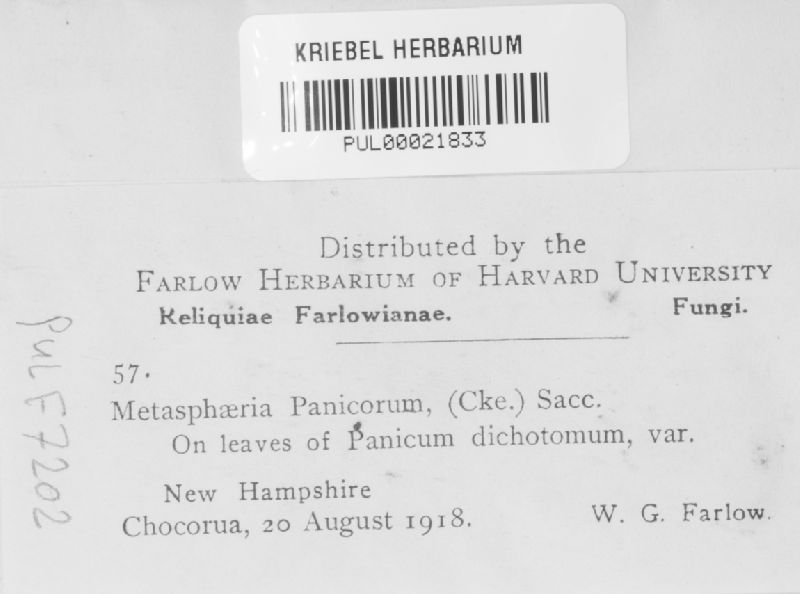 KRIEBEL HERBARIUM
PUL00021833
Distributed by the
FARLOW HERBARIUM OF HARVARD UNIVERSITY
Reliquiae Farlowianae. Fungi.
57.
Metasphæria Panicorum, (Cke.) Sacc.
On leaves of Panicum dichotomum, var.
New Hampshire
Chocorua, 20 August 1918. W. G. Farlow.
PUL F7202